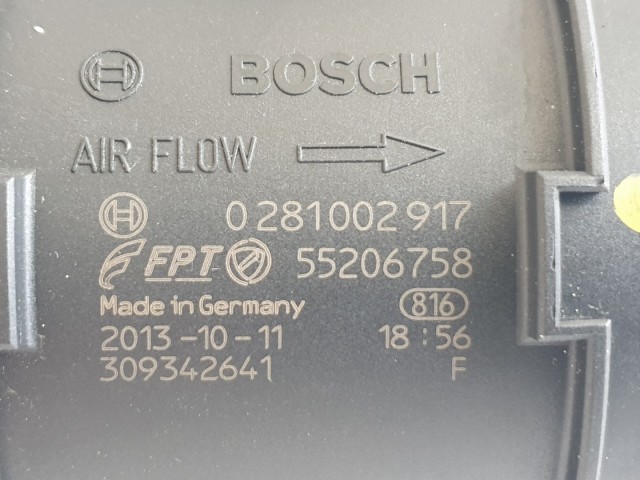 BOSCH
AIR FLOW
0 281 002 917
FPT 55206758
Made in Germany 816
2013-10-11 18:56
309342641 F